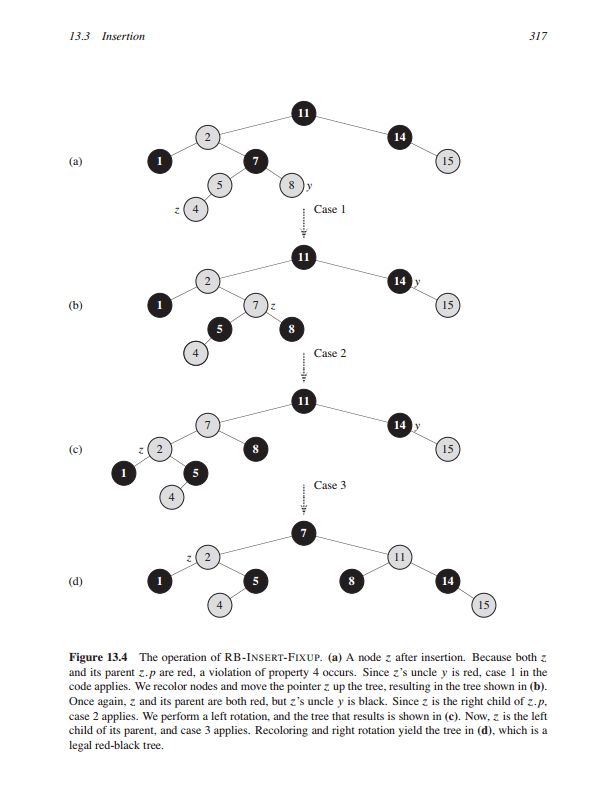 13.3 Insertion 317
11
2 14
(a) 1 7 15
5 8 y
z 4 Case 1
11
2 14 y
(b) 1 7 z 15
5 8
4 Case 2
11
7 14 y
(c) z 2 8 15
1 5
4 Case 3
7
z 2 11
(d) 1 5 8 14
4 15
Figure 13.4 The operation of RB-INSERT-FIXUP. (a) A node z after insertion. Because both z
and its parent z.p are red, a violation of property 4 occurs. Since z’s uncle y is red, case 1 in the
code applies. We recolor nodes and move the pointer z up the tree, resulting in the tree shown in (b).
Once again, z and its parent are both red, but z’s uncle y is black. Since z is the right child of z.p,
case 2 applies. We perform a left rotation, and the tree that results is shown in (c). Now, z is the left
child of its parent, and case 3 applies. Recoloring and right rotation yield the tree in (d), which is a
legal red-black tree.